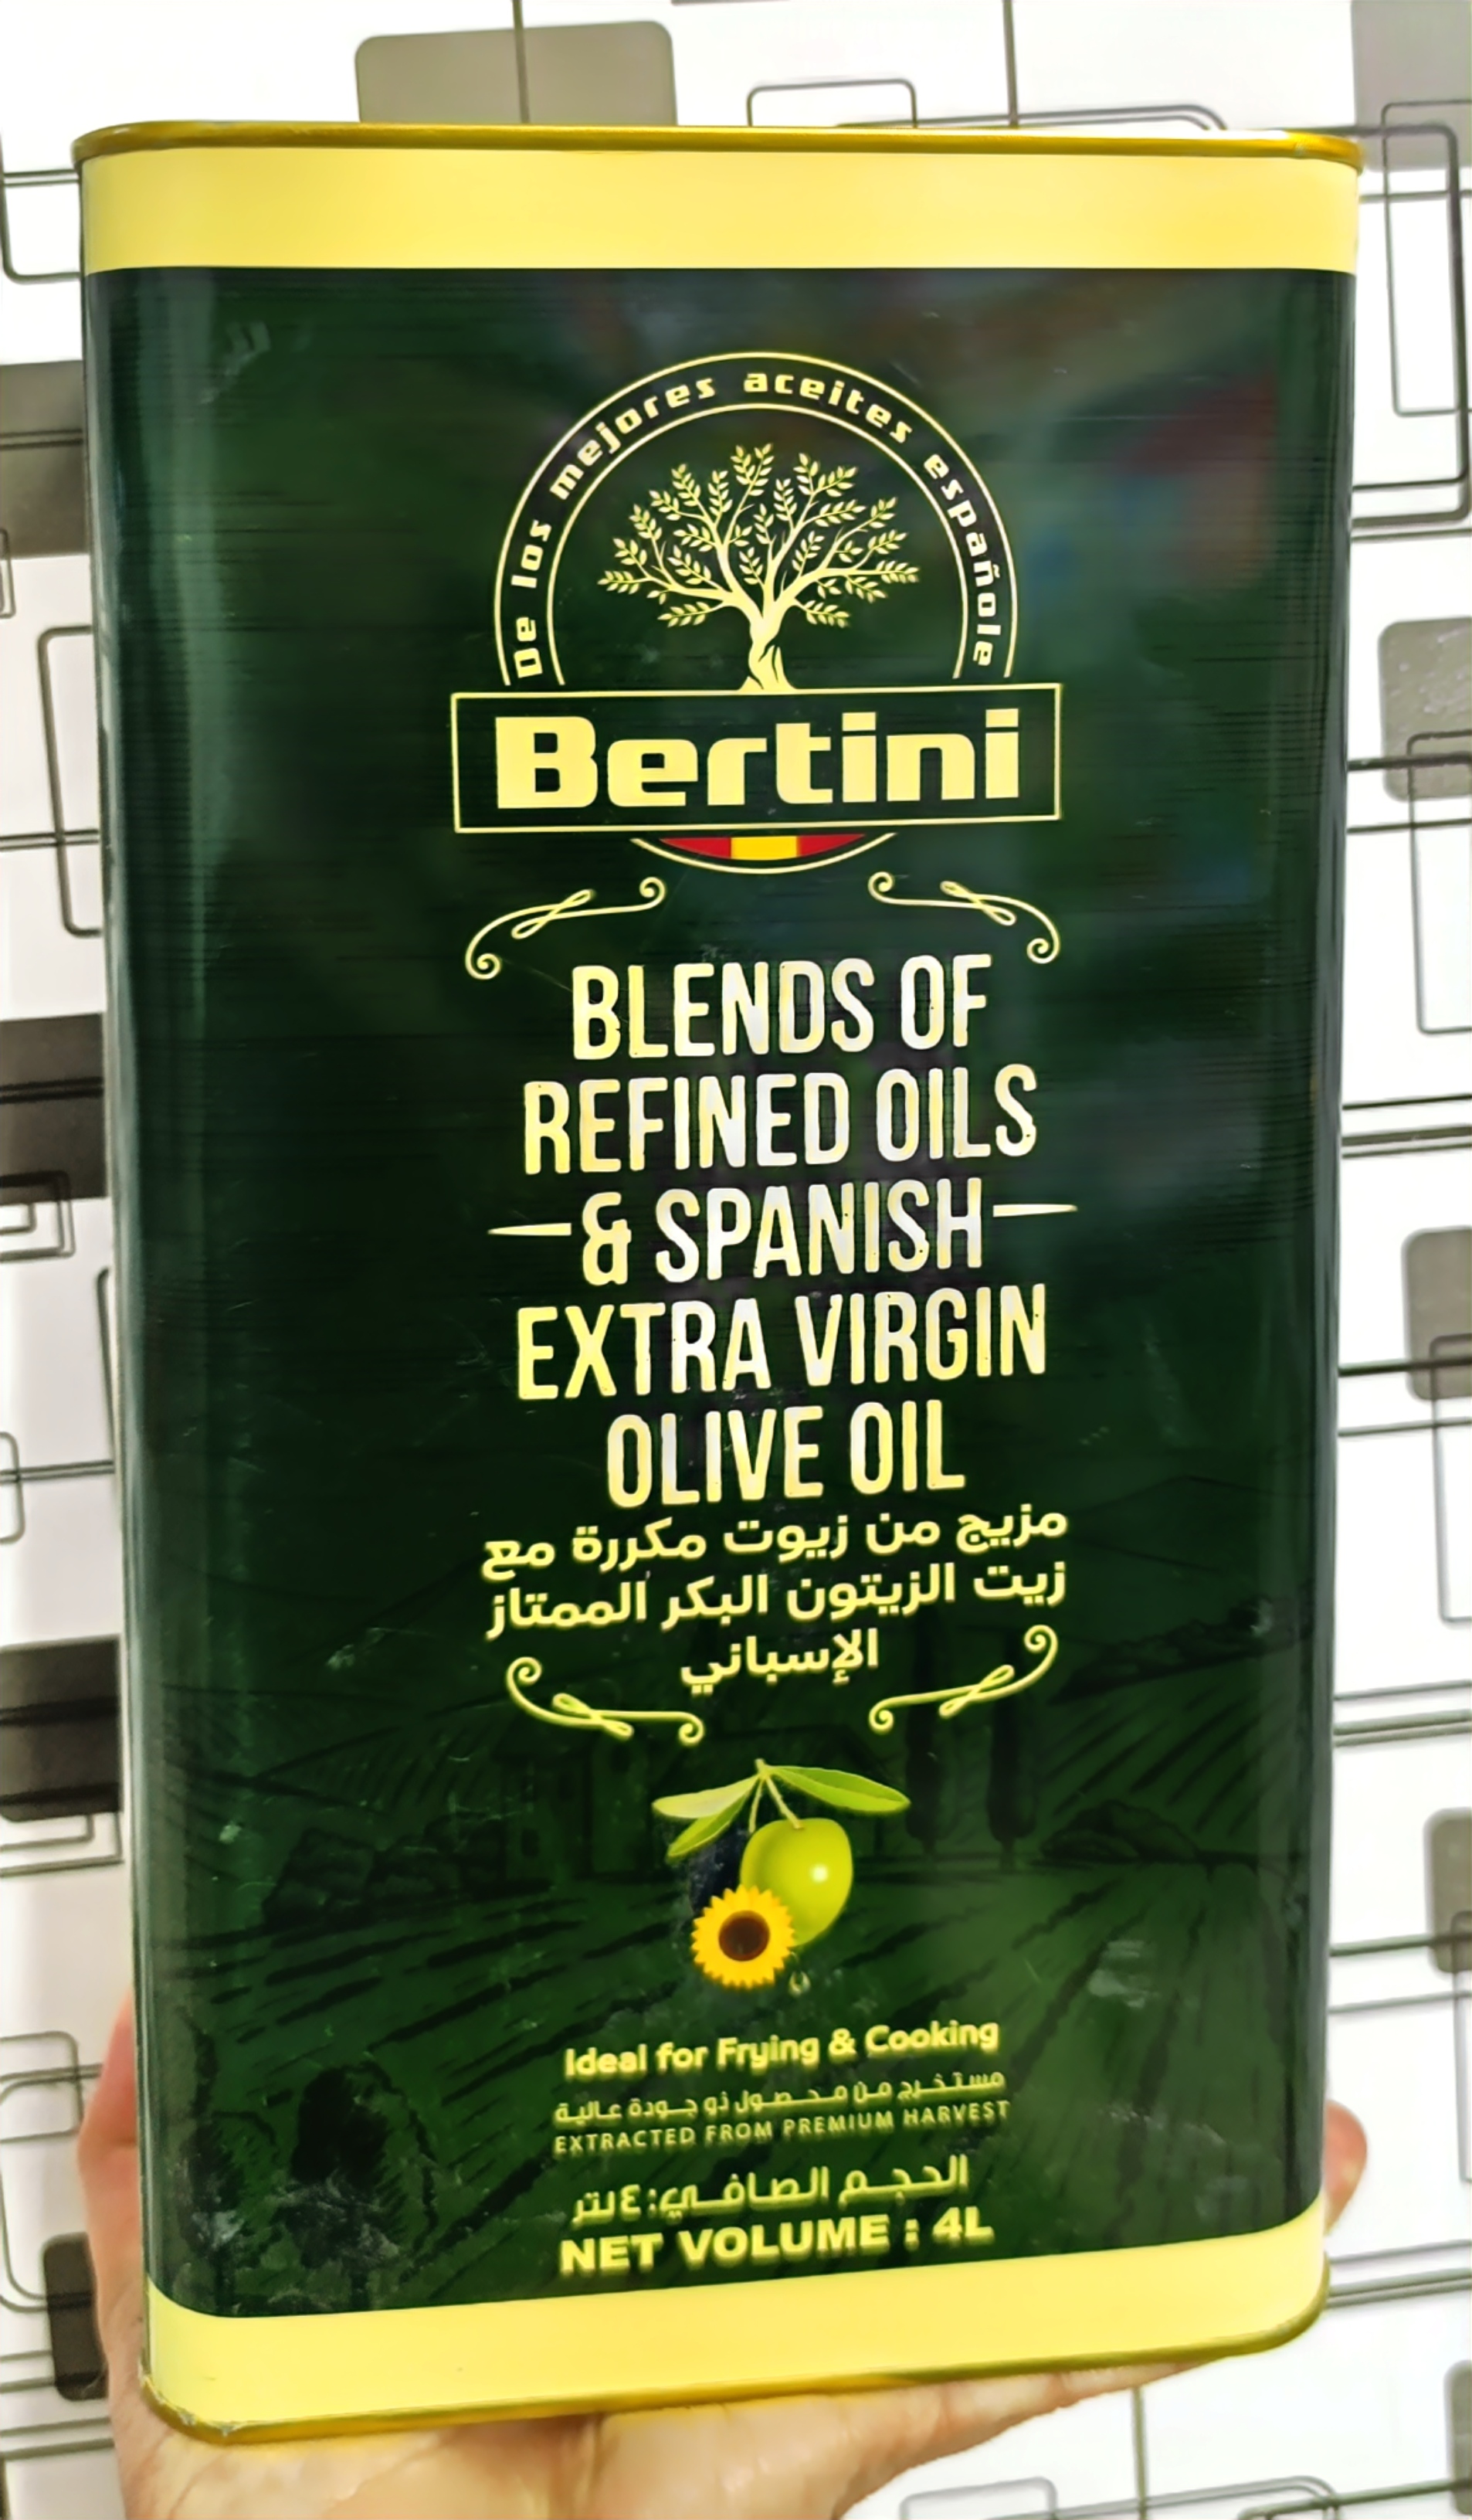 De los mejores aceites españole
Bertini
BLENDS OF
REFINED OILS
& SPANISH
EXTRA VIRGIN
OLIVE OIL
مزيج من زيوت مكررة مع
زيت الزيتون البكر الممتاز
الإسباني
Ideal for Frying & Cooking
مستخرج من محصول ذو جودة عالية
EXTRACTED FROM PREMIUM HARVEST
الحجم الصافي: ٤ لتر
NET VOLUME : 4L